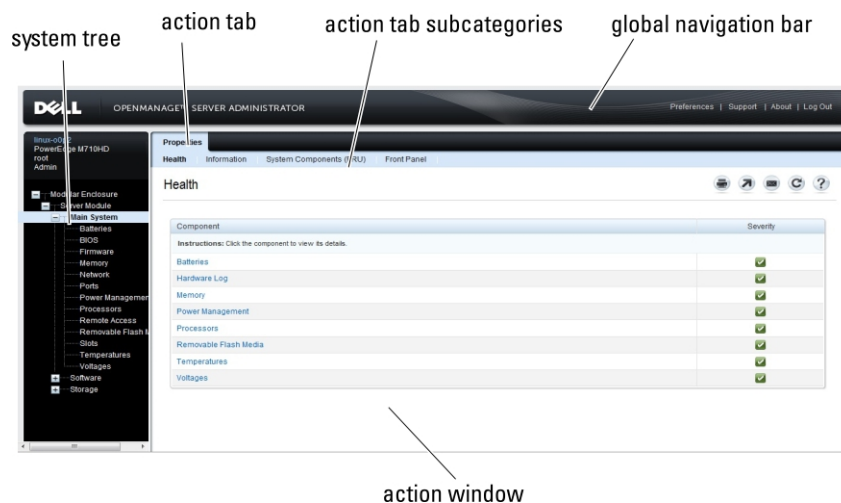 system tree
action tab
action tab subcategories
global navigation bar
DELL OPENMANAGE™ SERVER ADMINISTRATOR
Preferences | Support | About | Log Out
PowerEdge M710HD
root
Admin
Properties
Health Information System Components (FRU) Front Panel
Modular Enclosure
Server Module
Main System
Batteries
BIOS
Firmware
Memory
Network
Ports
Power Managemen
Processors
Remote Access
Removable Flash M
Slots
Temperatures
Voltages
Software
Storage
Health
Component Severity
Instructions: Click the component to view its details.
Batteries
Hardware Log
Memory
Power Management
Processors
Removable Flash Media
Temperatures
Voltages
action window